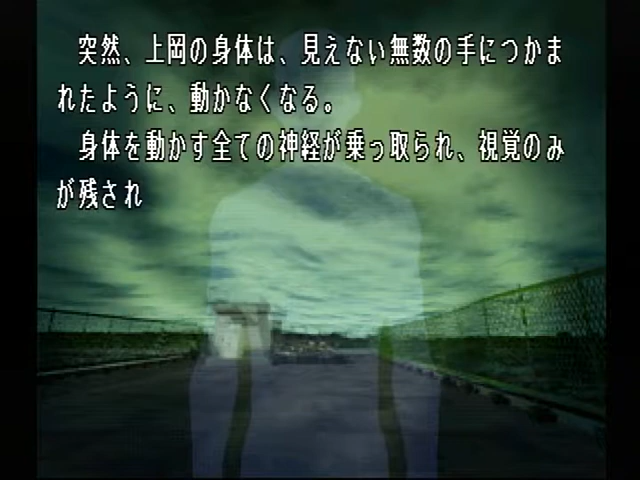 突然、上岡の身体は、見えない無数の手につかま
れたように、動かなくなる。
身体を動かす全ての神経が乗っ取られ、視覚のみ
が残され